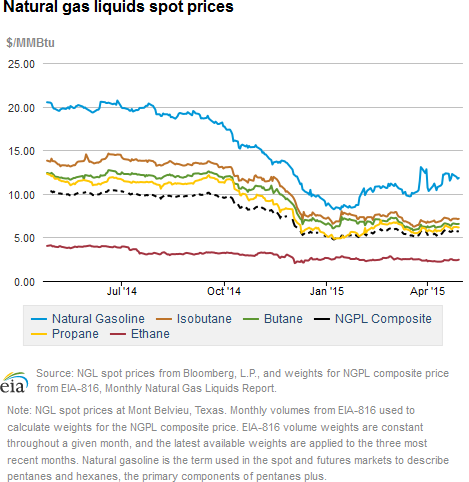 Natural gas liquids spot prices
$/MMBtu
25.00
20.00
15.00
10.00
5.00
0.00
Jul '14 Oct '14 Jan '15 Apr '15
Natural Gasoline Isobutane Butane NGPL Composite
Propane Ethane
eia Source: NGL spot prices from Bloomberg, L.P., and weights for NGPL composite price
from EIA-816, Monthly Natural Gas Liquids Report.
Note: NGL spot prices at Mont Belvieu, Texas. Monthly volumes from EIA-816 used to
calculate weights for the NGPL composite price. EIA-816 volume weights are constant
throughout a given month, and the latest available weights are applied to the three most
recent months. Natural gasoline is the term used in the spot and futures markets to describe
pentanes and hexanes, the primary components of pentanes plus.